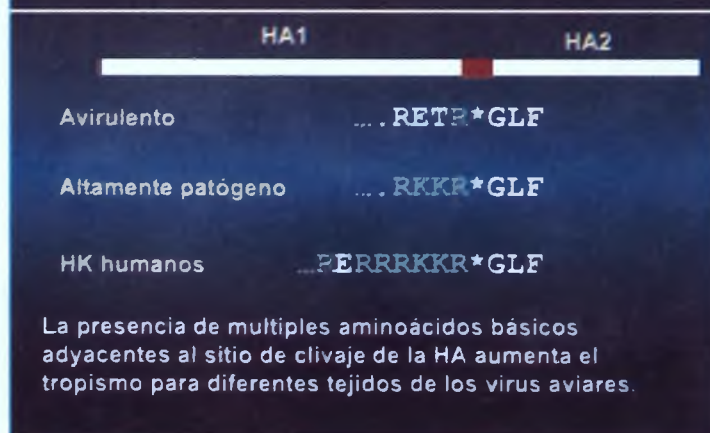 HA1 HA2
Avirulento .... RETR*GLF
Altamente patógeno .... RKKR*GLF
HK humanos ...RERRRKKR*GLF
La presencia de multiples aminoácidos básicos
adyacentes al sitio de clivaje de la HA aumenta el
tropismo para diferentes tejidos de los virus aviares.